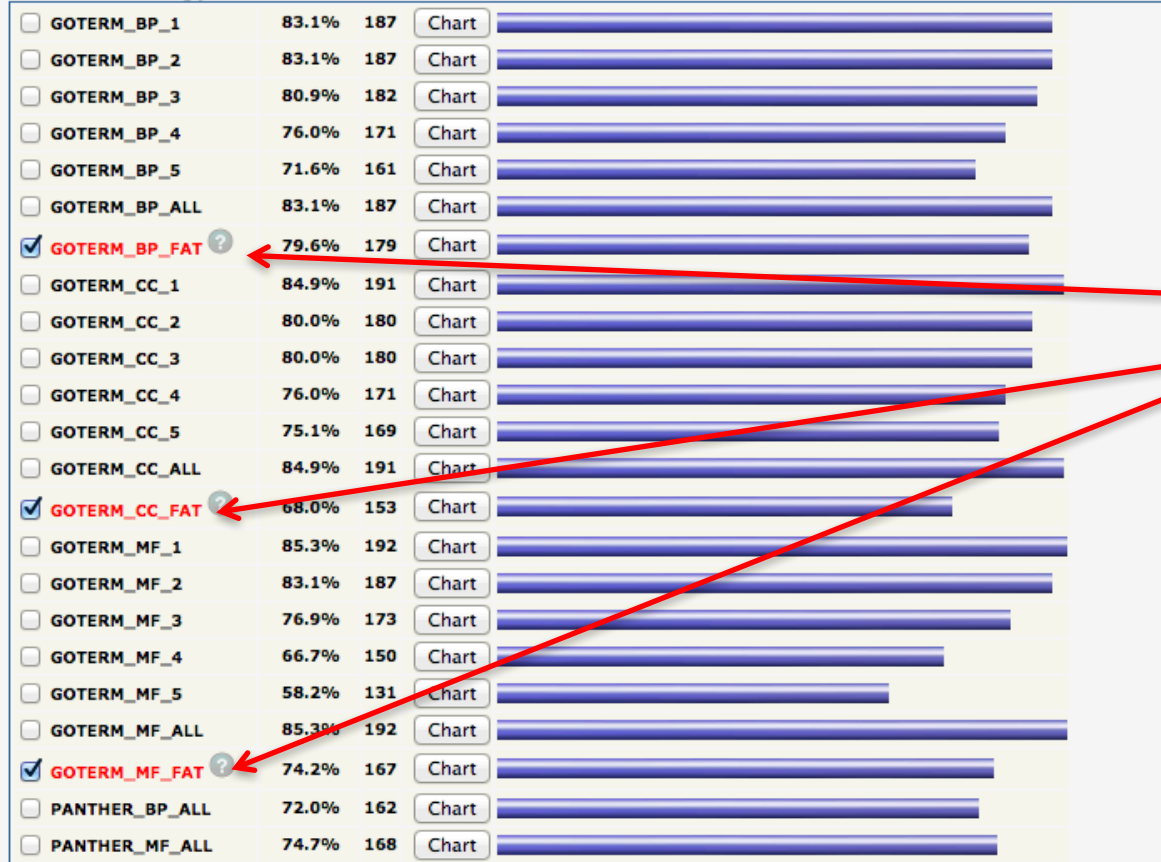 GOTERM_BP_1 83.1% 187 Chart
GOTERM_BP_2 83.1% 187 Chart
GOTERM_BP_3 80.9% 182 Chart
GOTERM_BP_4 76.0% 171 Chart
GOTERM_BP_5 71.6% 161 Chart
GOTERM_BP_ALL 83.1% 187 Chart
GOTERM_BP_FAT ? 79.6% 179 Chart
GOTERM_CC_1 84.9% 191 Chart
GOTERM_CC_2 80.0% 180 Chart
GOTERM_CC_3 80.0% 180 Chart
GOTERM_CC_4 76.0% 171 Chart
GOTERM_CC_5 75.1% 169 Chart
GOTERM_CC_ALL 84.9% 191 Chart
GOTERM_CC_FAT ? 68.0% 153 Chart
GOTERM_MF_1 85.3% 192 Chart
GOTERM_MF_2 83.1% 187 Chart
GOTERM_MF_3 76.9% 173 Chart
GOTERM_MF_4 66.7% 150 Chart
GOTERM_MF_5 58.2% 131 Chart
GOTERM_MF_ALL 85.3% 192 Chart
GOTERM_MF_FAT ? 74.2% 167 Chart
PANTHER_BP_ALL 72.0% 162 Chart
PANTHER_MF_ALL 74.7% 168 Chart